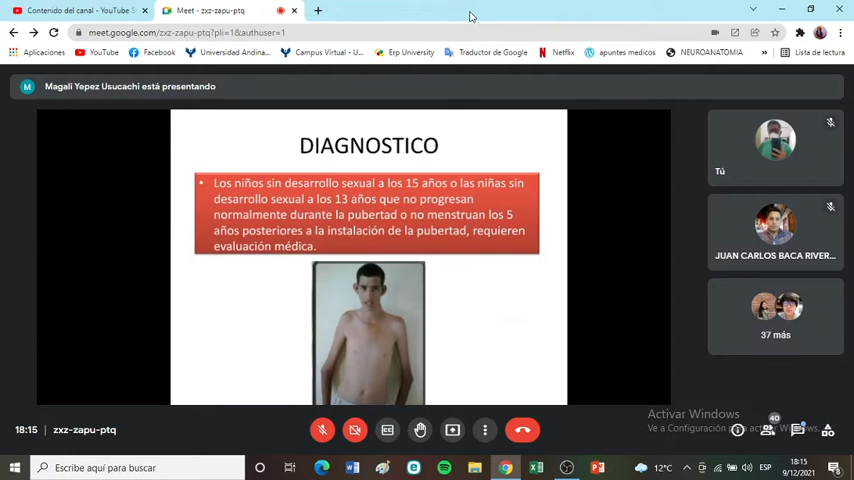 Contenido del canal - YouTube S
Meet - zxz-zapu-ptq
meet.google.com/zxz-zapu-ptq?pli=1&authuser=1
Aplicaciones
YouTube
Facebook
Universidad Andina...
Campus Virtual - U...
Erp University
Traductor de Google
Netflix
apuntes medicos
NEUROANATOMIA
Lista de lectura
M
Magali Yepez Usucachi está presentando
DIAGNOSTICO
• Los niños sin desarrollo sexual a los 15 años o las niñas sin
desarrollo sexual a los 13 años que no progresan
normalmente durante la pubertad o no menstruan los 5
años posteriores a la instalación de la pubertad, requieren
evaluación médica.
Tú
JUAN CARLOS BACA RIVER...
37 más
Activar Windows
Ve a Configuración
18:15
zxz-zapu-ptq
40
Escribe aquí para buscar
12°C
ESP
18:15
9/12/2021